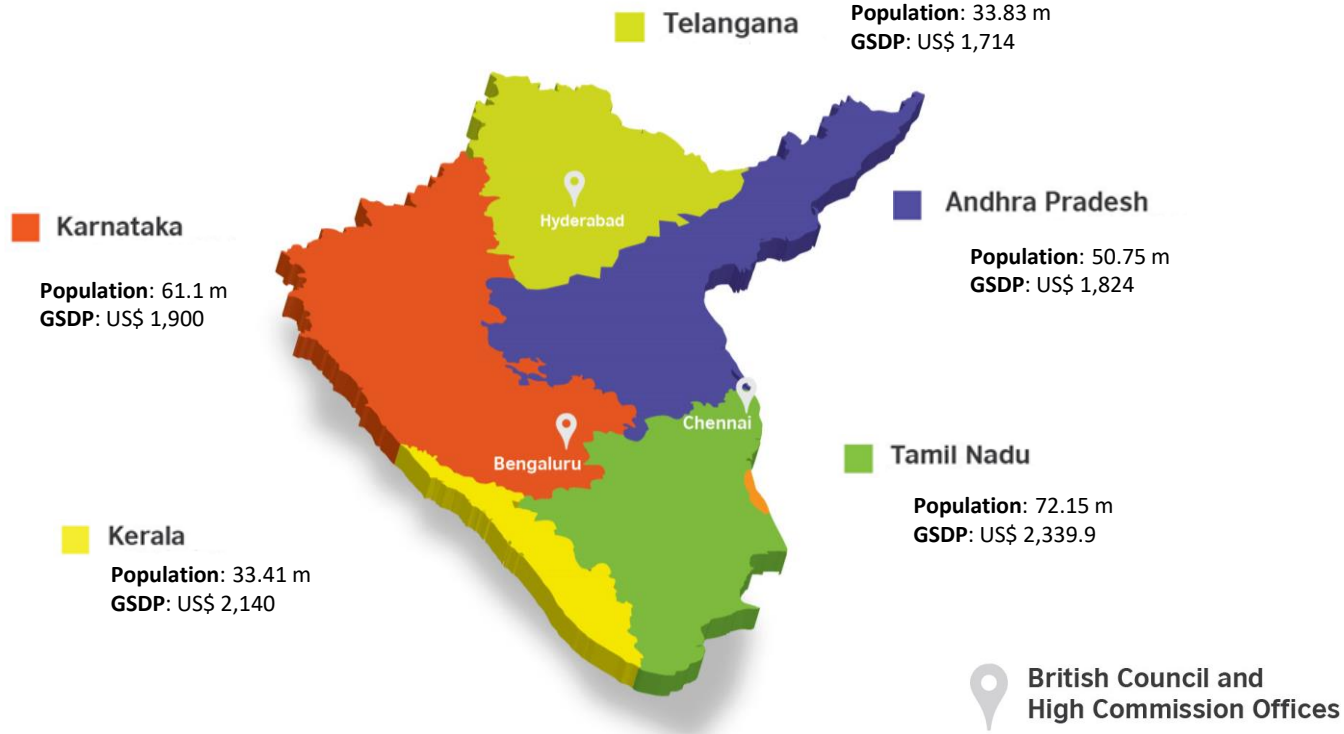 Telangana
Population: 33.83 m
GSDP: US$ 1,714
Hyderabad
Andhra Pradesh
Population: 50.75 m
GSDP: US$ 1,824
Karnataka
Population: 61.1 m
GSDP: US$ 1,900
Chennai
Bengaluru
Tamil Nadu
Population: 72.15 m
GSDP: US$ 2,339.9
Kerala
Population: 33.41 m
GSDP: US$ 2,140
British Council and
High Commission Offices